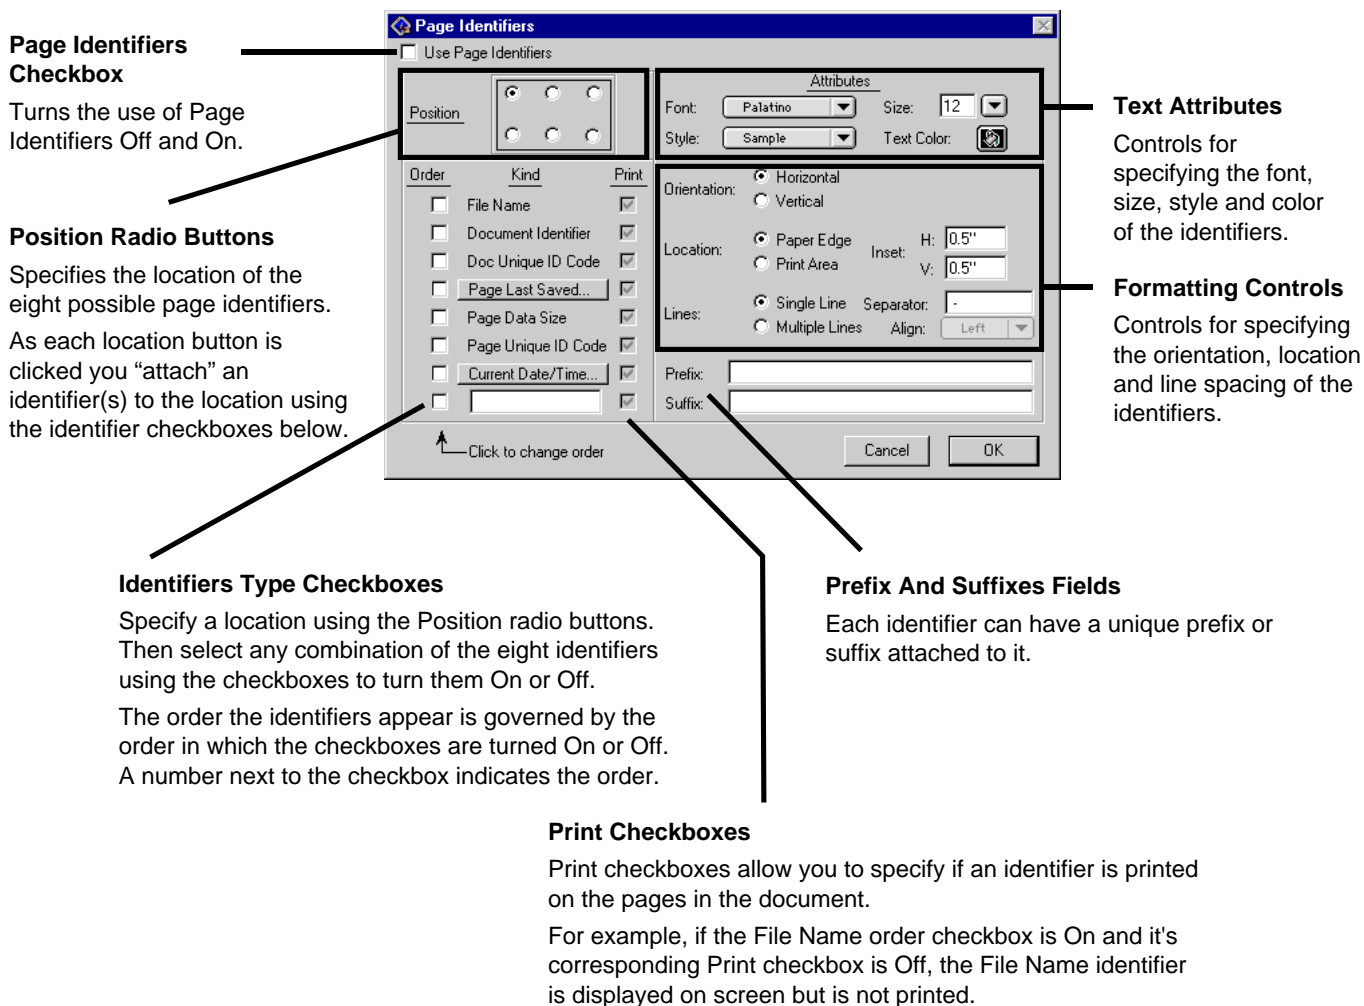 Page Identifiers
Use Page Identifiers
Page Identifiers
Checkbox
Turns the use of Page
Identifiers Off and On.
Position Radio Buttons
Specifies the location of the
eight possible page identifiers.
As each location button is
clicked you “attach” an
identifier(s) to the location using
the identifier checkboxes below.
Position
Attributes
Font: Palatino Size: 12
Style: Sample Text Color:
Order Kind Print
File Name
Document Identifier
Doc Unique ID Code
Page Last Saved...
Page Data Size
Page Unique ID Code
Current Date/Time...
Click to change order
Orientation: Horizontal
Vertical
Location: Paper Edge Inset: H: 0.5"
Print Area V: 0.5"
Lines: Single Line Separator: -
Multiple Lines Align: Left
Prefix:
Suffix:
Cancel OK
Text Attributes
Controls for
specifying the font,
size, style and color
of the identifiers.
Formatting Controls
Controls for specifying
the orientation, location
and line spacing of the
identifiers.
Identifiers Type Checkboxes
Specify a location using the Position radio buttons.
Then select any combination of the eight identifiers
using the checkboxes to turn them On or Off.
The order the identifiers appear is governed by the
order in which the checkboxes are turned On or Off.
A number next to the checkbox indicates the order.
Prefix And Suffixes Fields
Each identifier can have a unique prefix or
suffix attached to it.
Print Checkboxes
Print checkboxes allow you to specify if an identifier is printed
on the pages in the document.
For example, if the File Name order checkbox is On and it's
corresponding Print checkbox is Off, the File Name identifier
is displayed on screen but is not printed.